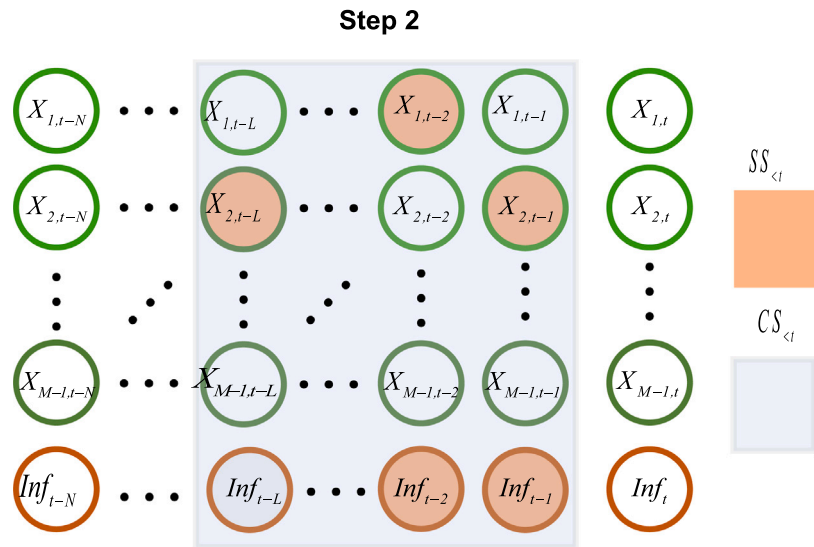 Step 2
X1,t−N X1,t−L X1,t−2 X1,t−1 X1,t
SS<t
X2,t−N X2,t−L X2,t−2 X2,t−1 X2,t
CS<t
XM−1,t−N XM−1,t−L XM−1,t−2 XM−1,t−1 XM−1,t
Inft−N Inft−L Inft−2 Inft−1 Inft